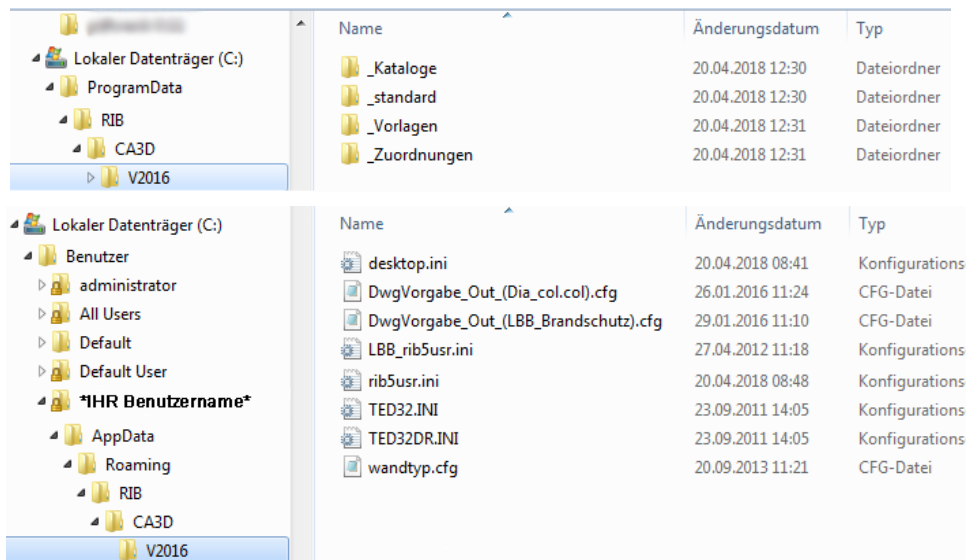 Name Änderungsdatum Typ
Lokaler Datenträger (C:)
ProgramData
RIB
CA3D
V2016
_Kataloge 20.04.2018 12:30 Dateiordner
_standard 20.04.2018 12:30 Dateiordner
_Vorlagen 20.04.2018 12:31 Dateiordner
_Zuordnungen 20.04.2018 12:31 Dateiordner
Lokaler Datenträger (C:)
Benutzer
administrator
All Users
Default
Default User
*IHR Benutzername*
AppData
Roaming
RIB
CA3D
V2016
Name Änderungsdatum Typ
desktop.ini 20.04.2018 08:41 Konfigurations
DwgVorgabe_Out_(Dia_col.col).cfg 26.01.2016 11:24 CFG-Datei
DwgVorgabe_Out_(LBB_Brandschutz).cfg 29.01.2016 11:10 CFG-Datei
LBB_rib5usr.ini 27.04.2012 11:18 Konfigurations
rib5usr.ini 20.04.2018 08:48 Konfigurations
TED32.INI 23.09.2011 14:05 Konfigurations
TED32DR.INI 23.09.2011 14:05 Konfigurations
wandtyp.cfg 20.09.2013 11:21 CFG-Datei